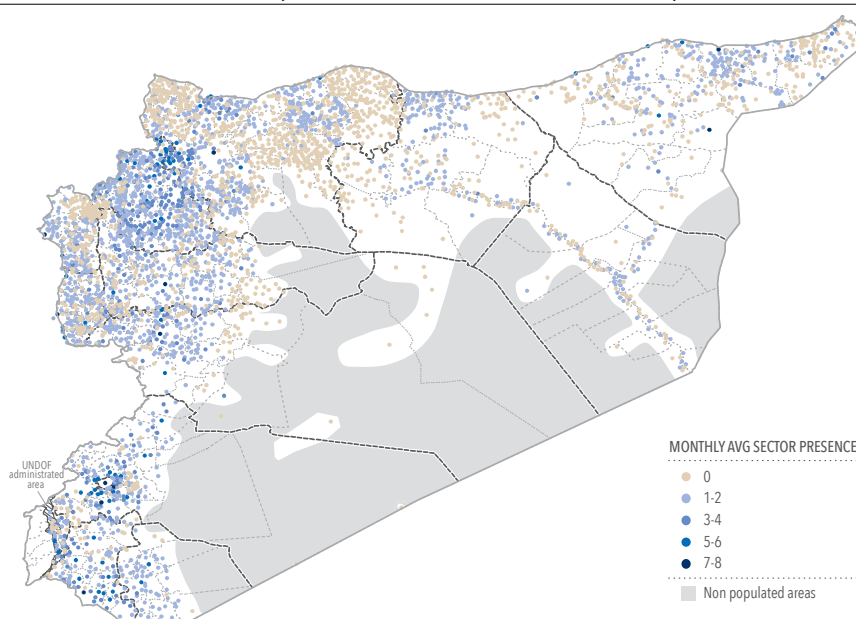 UNDOF
administrated
area
MONTHLY AVG SECTOR PRESENCE
0
1-2
3-4
5-6
7-8
Non populated areas